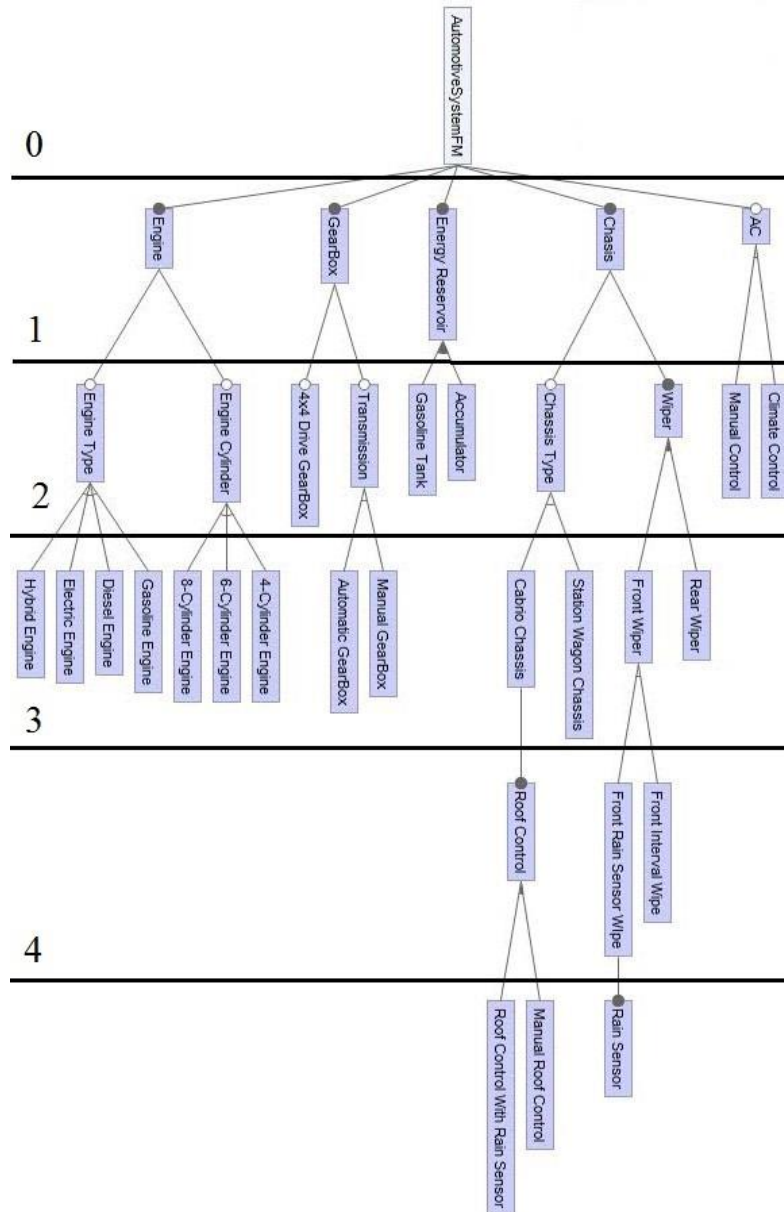 AutomotiveSystemFM
0
Engine
GearBox
Energy Reservoir
Chasis
AC
1
Engine Type
Engine Cylinder
4x4 Drive GearBox
Transmission
Gasoline Tank
Accumulator
Chassis Type
Wiper
Manual Control
Climate Control
2
Hybrid Engine
Electric Engine
Diesel Engine
Gasoline Engine
8-Cylinder Engine
6-Cylinder Engine
4-Cylinder Engine
Automatic GearBox
Manual GearBox
Cabrio Chassis
Station Wagon Chassis
Front Wiper
Rear Wiper
3
Roof Control
Front Rain Sensor WIpe
Front Interval Wipe
4
Roof Control With Rain Sensor
Manual Roof Control
Rain Sensor